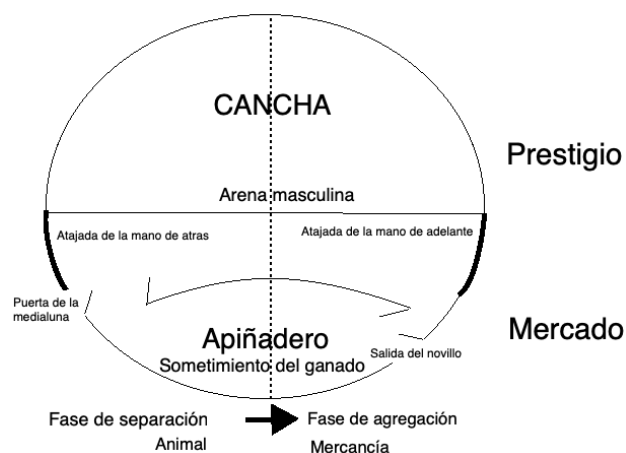 CANCHA
Prestigio
Arena masculina
Atajada de la mano de atras
Atajada de la mano de adelante
Puerta de la
medialuna
Apiñadero
Mercado
Sometimiento del ganado
Salida del novillo
Fase de separación
Fase de agregación
Animal
Mercancía